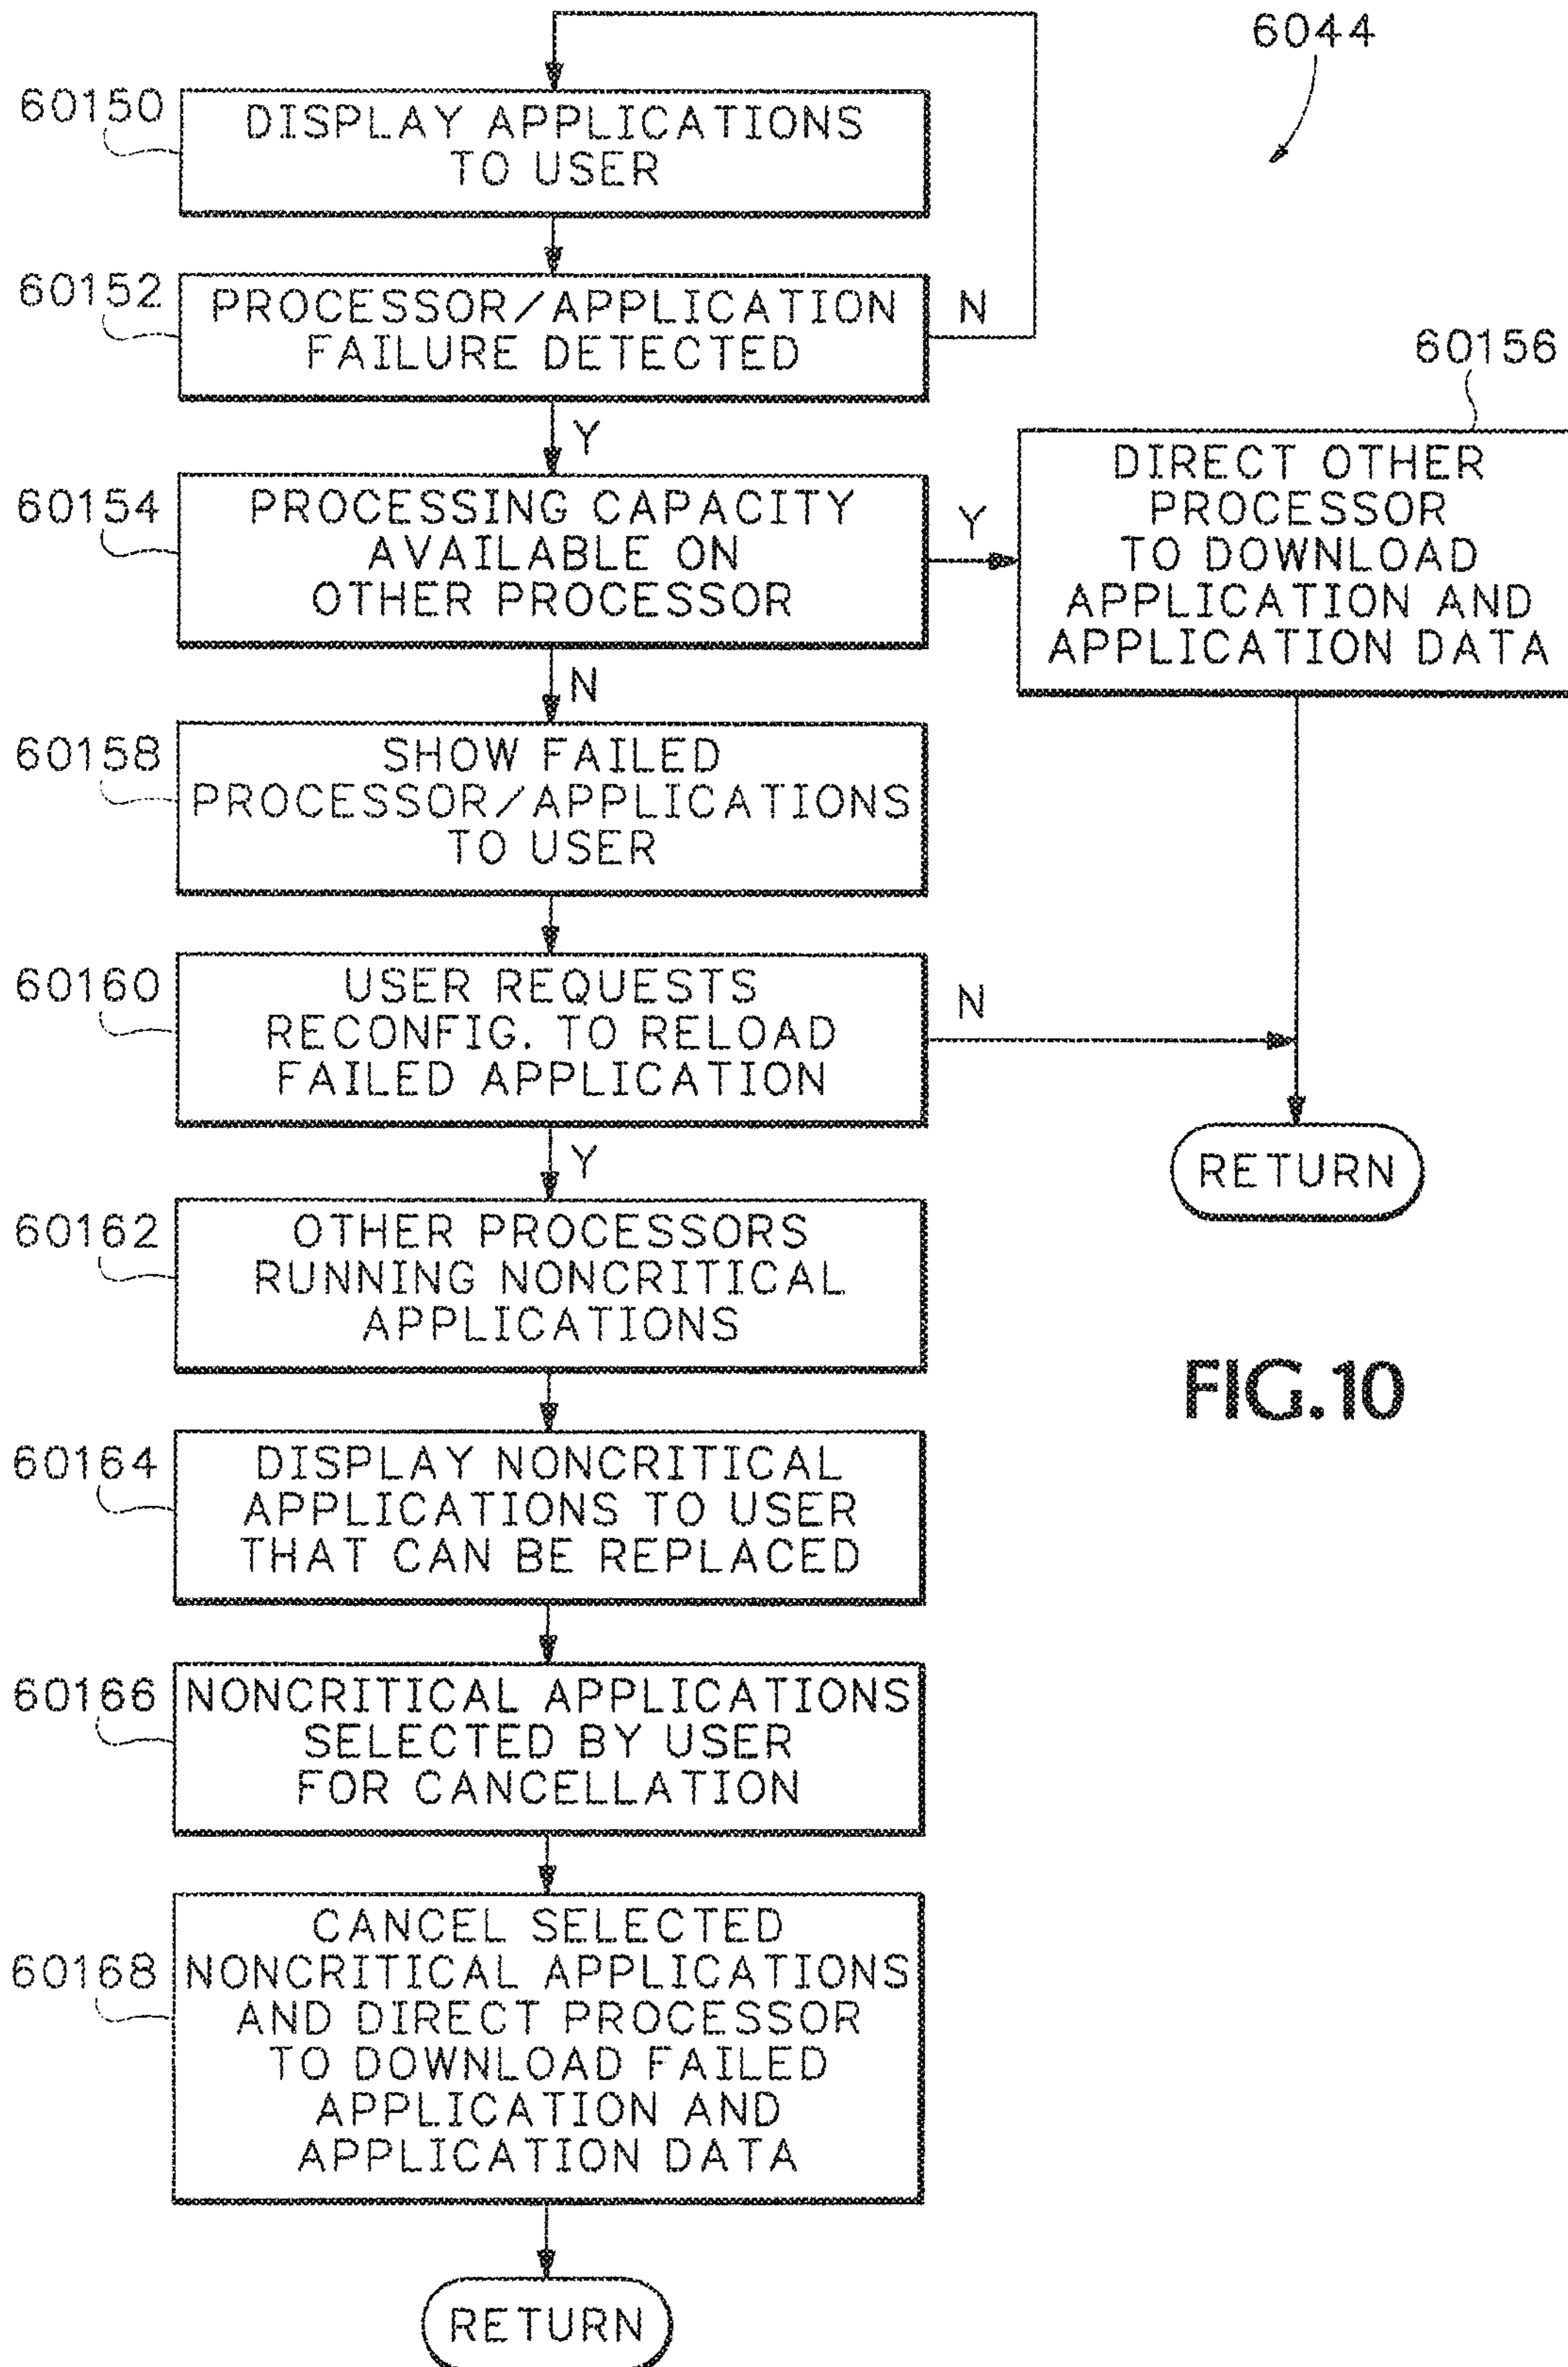 6044
60150
DISPLAY APPLICATIONS
TO USER
60152
PROCESSOR/APPLICATION
FAILURE DETECTED
N
Y
60154
PROCESSING CAPACITY
AVAILABLE ON
OTHER PROCESSOR
Y
60156
DIRECT OTHER
PROCESSOR
TO DOWNLOAD
APPLICATION AND
APPLICATION DATA
N
60158
SHOW FAILED
PROCESSOR/APPLICATIONS
TO USER
60160
USER REQUESTS
RECONFIG. TO RELOAD
FAILED APPLICATION
N
RETURN
Y
60162
OTHER PROCESSORS
RUNNING NONCRITICAL
APPLICATIONS
FIG.10
60164
DISPLAY NONCRITICAL
APPLICATIONS TO USER
THAT CAN BE REPLACED
60166
NONCRITICAL APPLICATIONS
SELECTED BY USER
FOR CANCELLATION
60168
CANCEL SELECTED
NONCRITICAL APPLICATIONS
AND DIRECT PROCESSOR
TO DOWNLOAD FAILED
APPLICATION AND
APPLICATION DATA
RETURN